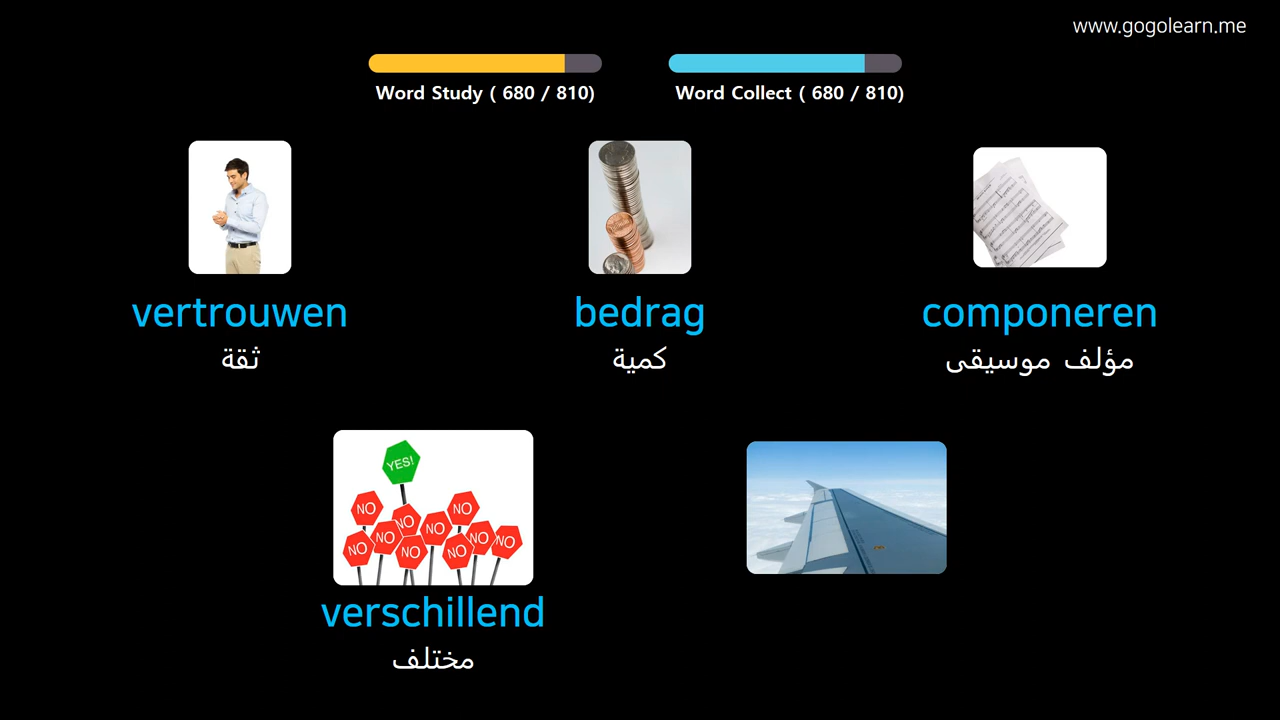 www.gogolearn.me
Word Study ( 680 / 810)
Word Collect ( 680 / 810)
vertrouwen
ثقة
bedrag
كمية
componeren
مؤلف موسيقى
YES!
NO
NO
NO
NO
NO
NO
NO
NO
NO
NO
verschillend
مختلف